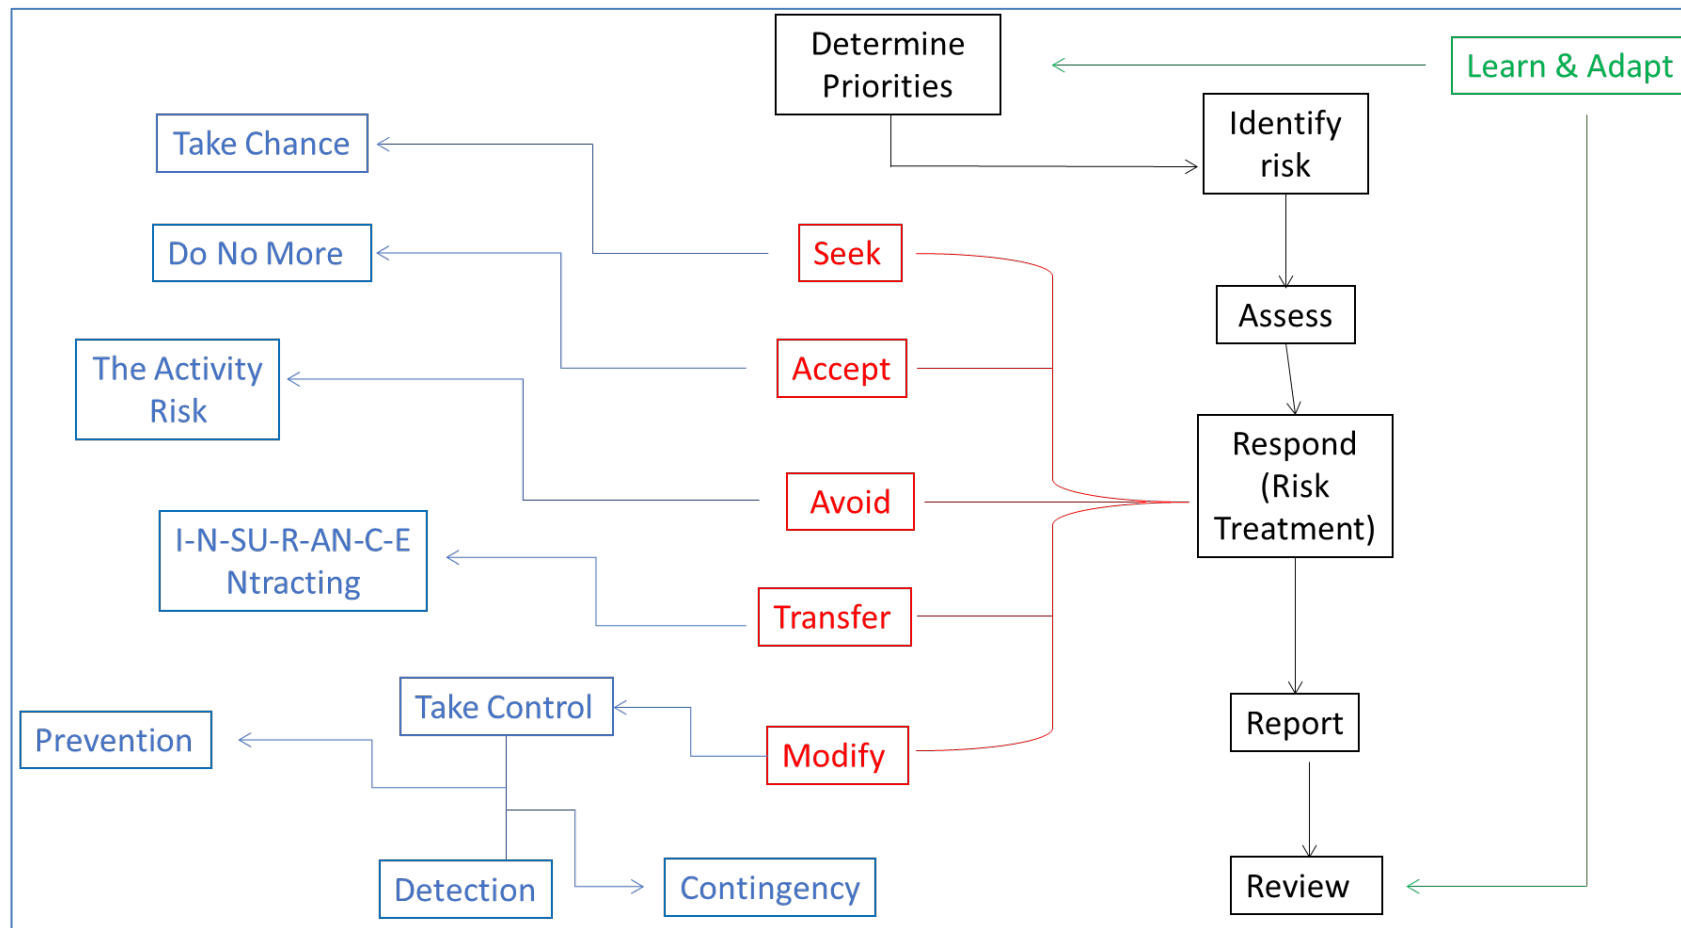 Determine
Priorities
Learn & Adapt
Identify
risk
Take Chance
Seek
Do No More
Assess
Accept
The Activity
Risk
Respond
(Risk
Treatment)
Avoid
I-N-SU-R-AN-C-E
Ntracting
Transfer
Take Control
Report
Prevention
Modify
Detection
Contingency
Review